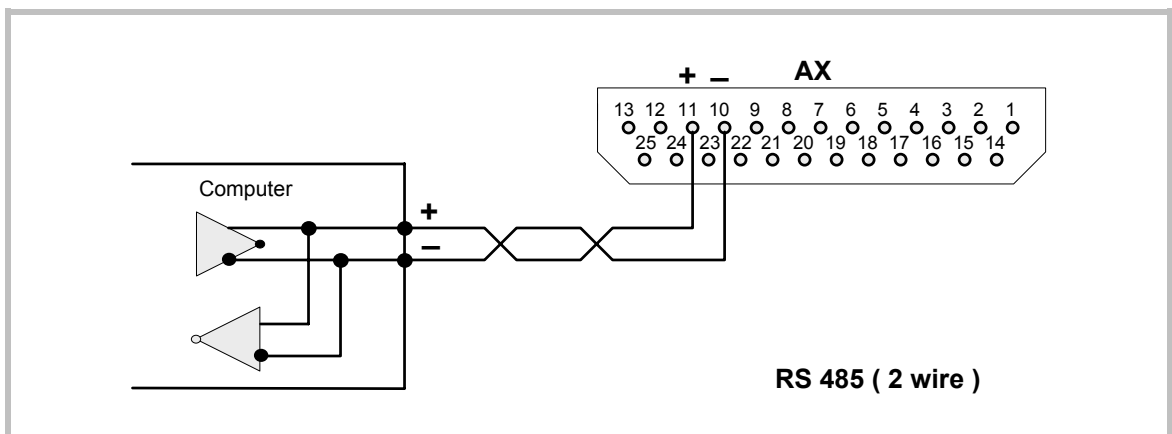 + – AX
13 12 11 10 9 8 7 6 5 4 3 2 1
25 24 23 22 21 20 19 18 17 16 15 14
Computer
+
–
RS 485 ( 2 wire )